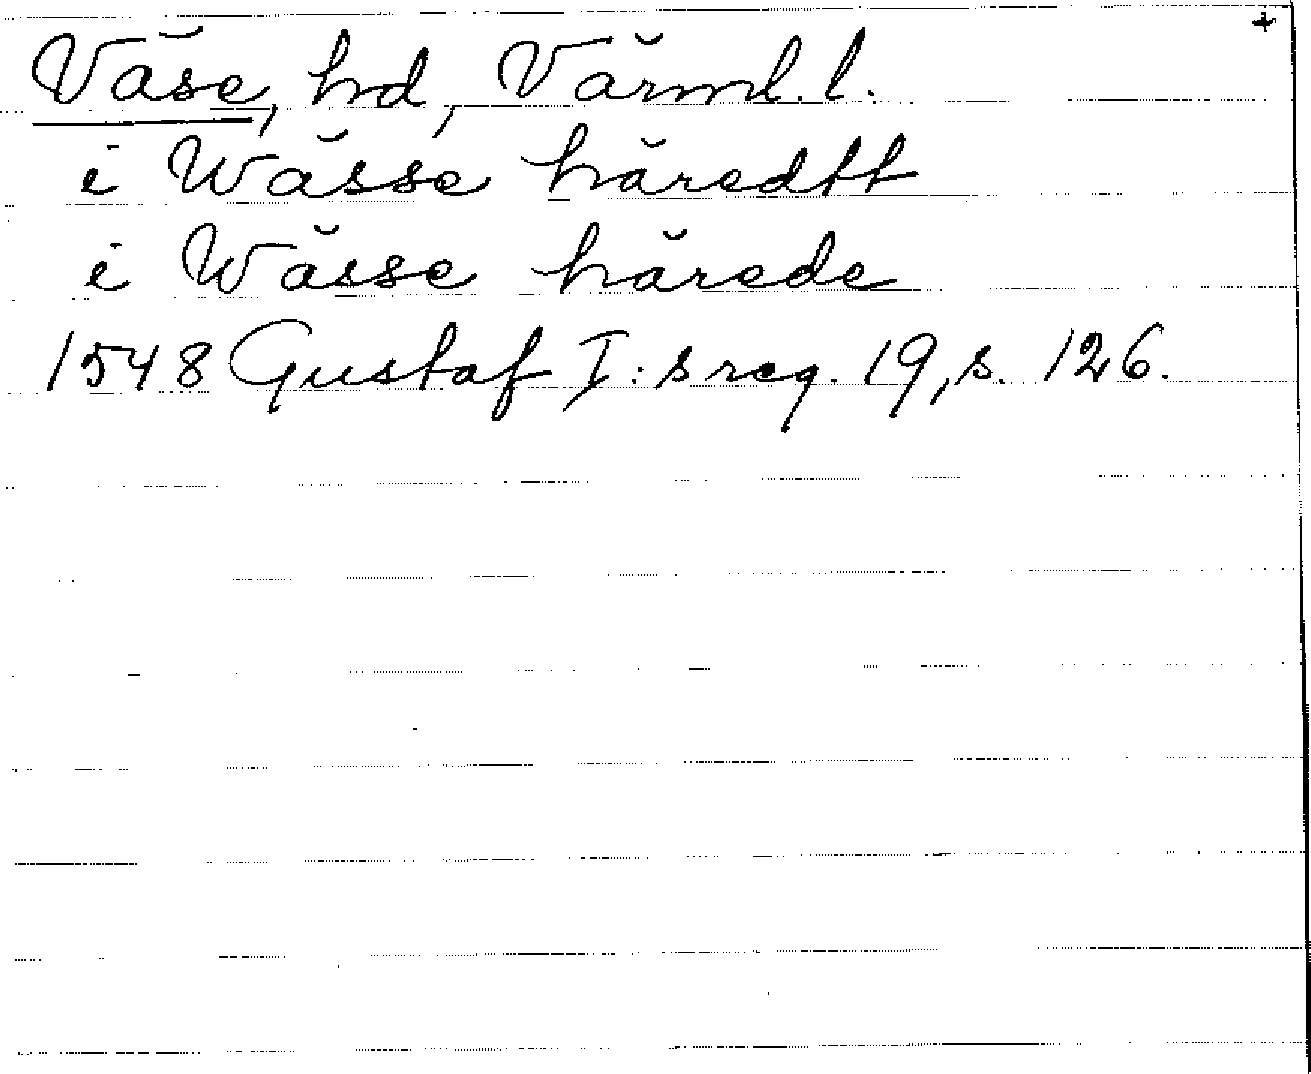 +
Väse, hd, Värml. l.
i Wässe häredtt
i Wässe härede
1548 Gustaf I:s reg. 19, s. 126.